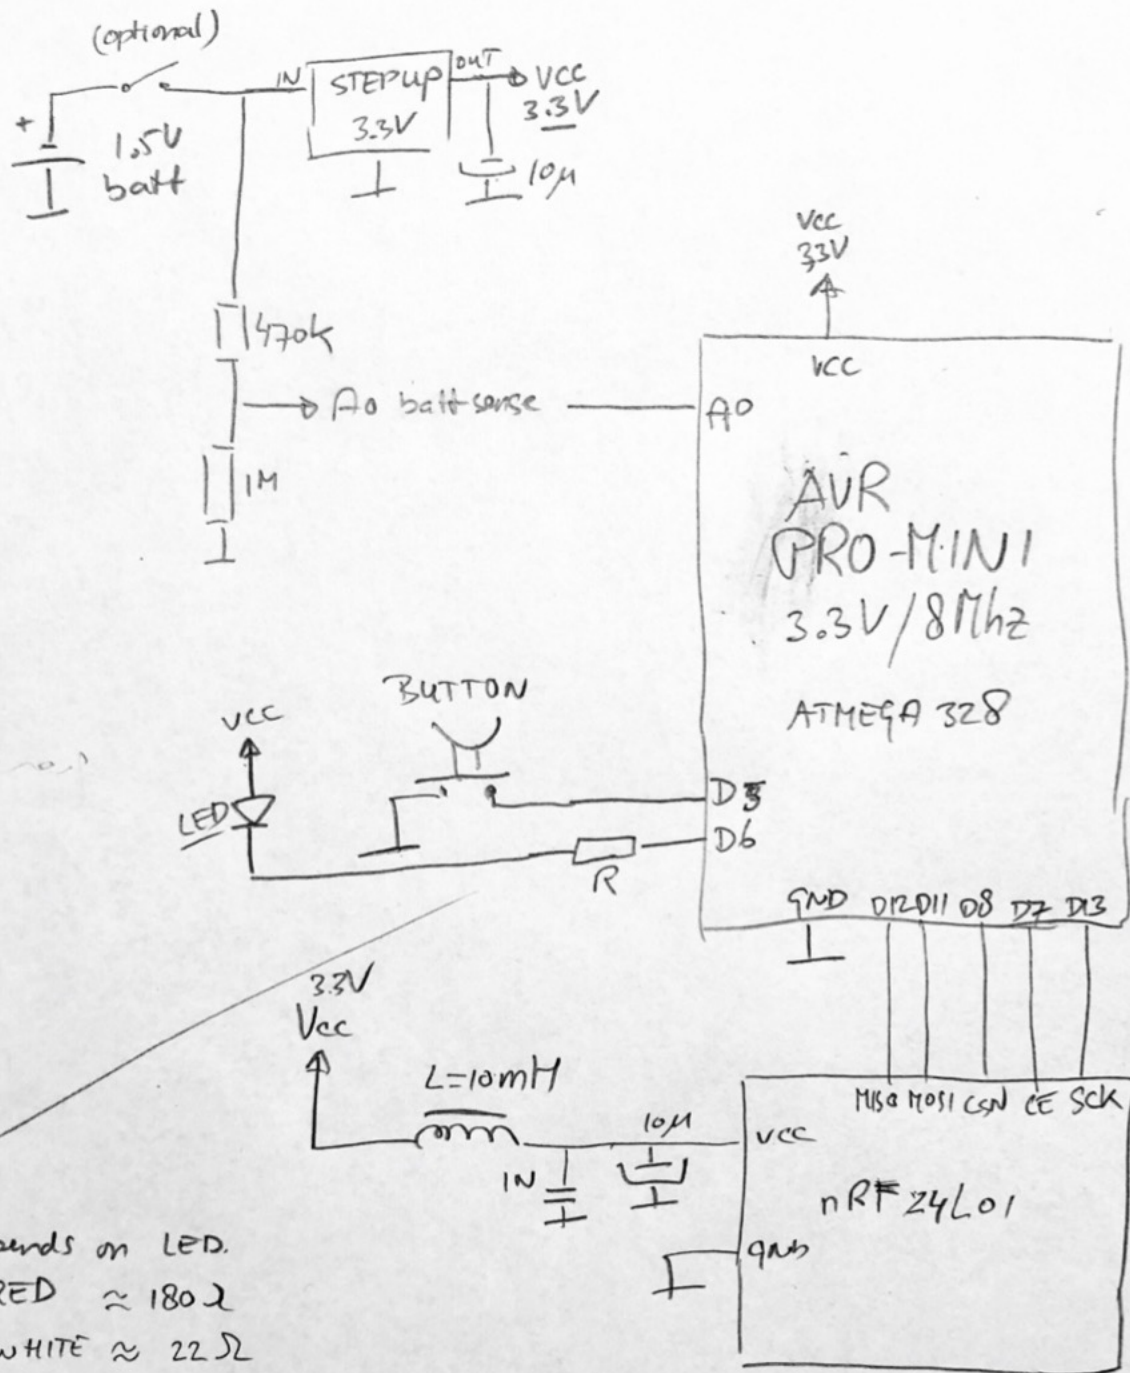 (optional)
+
1,5V
batt
IN
STEPUP
3.3V
OUT
VCC
3.3V
10µ
470k
A0 batt sense
1M
VCC
3,3V
VCC
A0
AVR
PRO-MINI
3.3V/8Mhz
ATMEGA 328
BUTTON
VCC
LED
D3
D6
R
GND D12 D11 D8 D7 D13
3.3V
Vcc
L=10mH
1N
10µ
MISO MOSI CSN CE SCK
VCC
nRF24L01
GND
ends on LED.
RED ≈ 180Ω
WHITE ≈ 22Ω